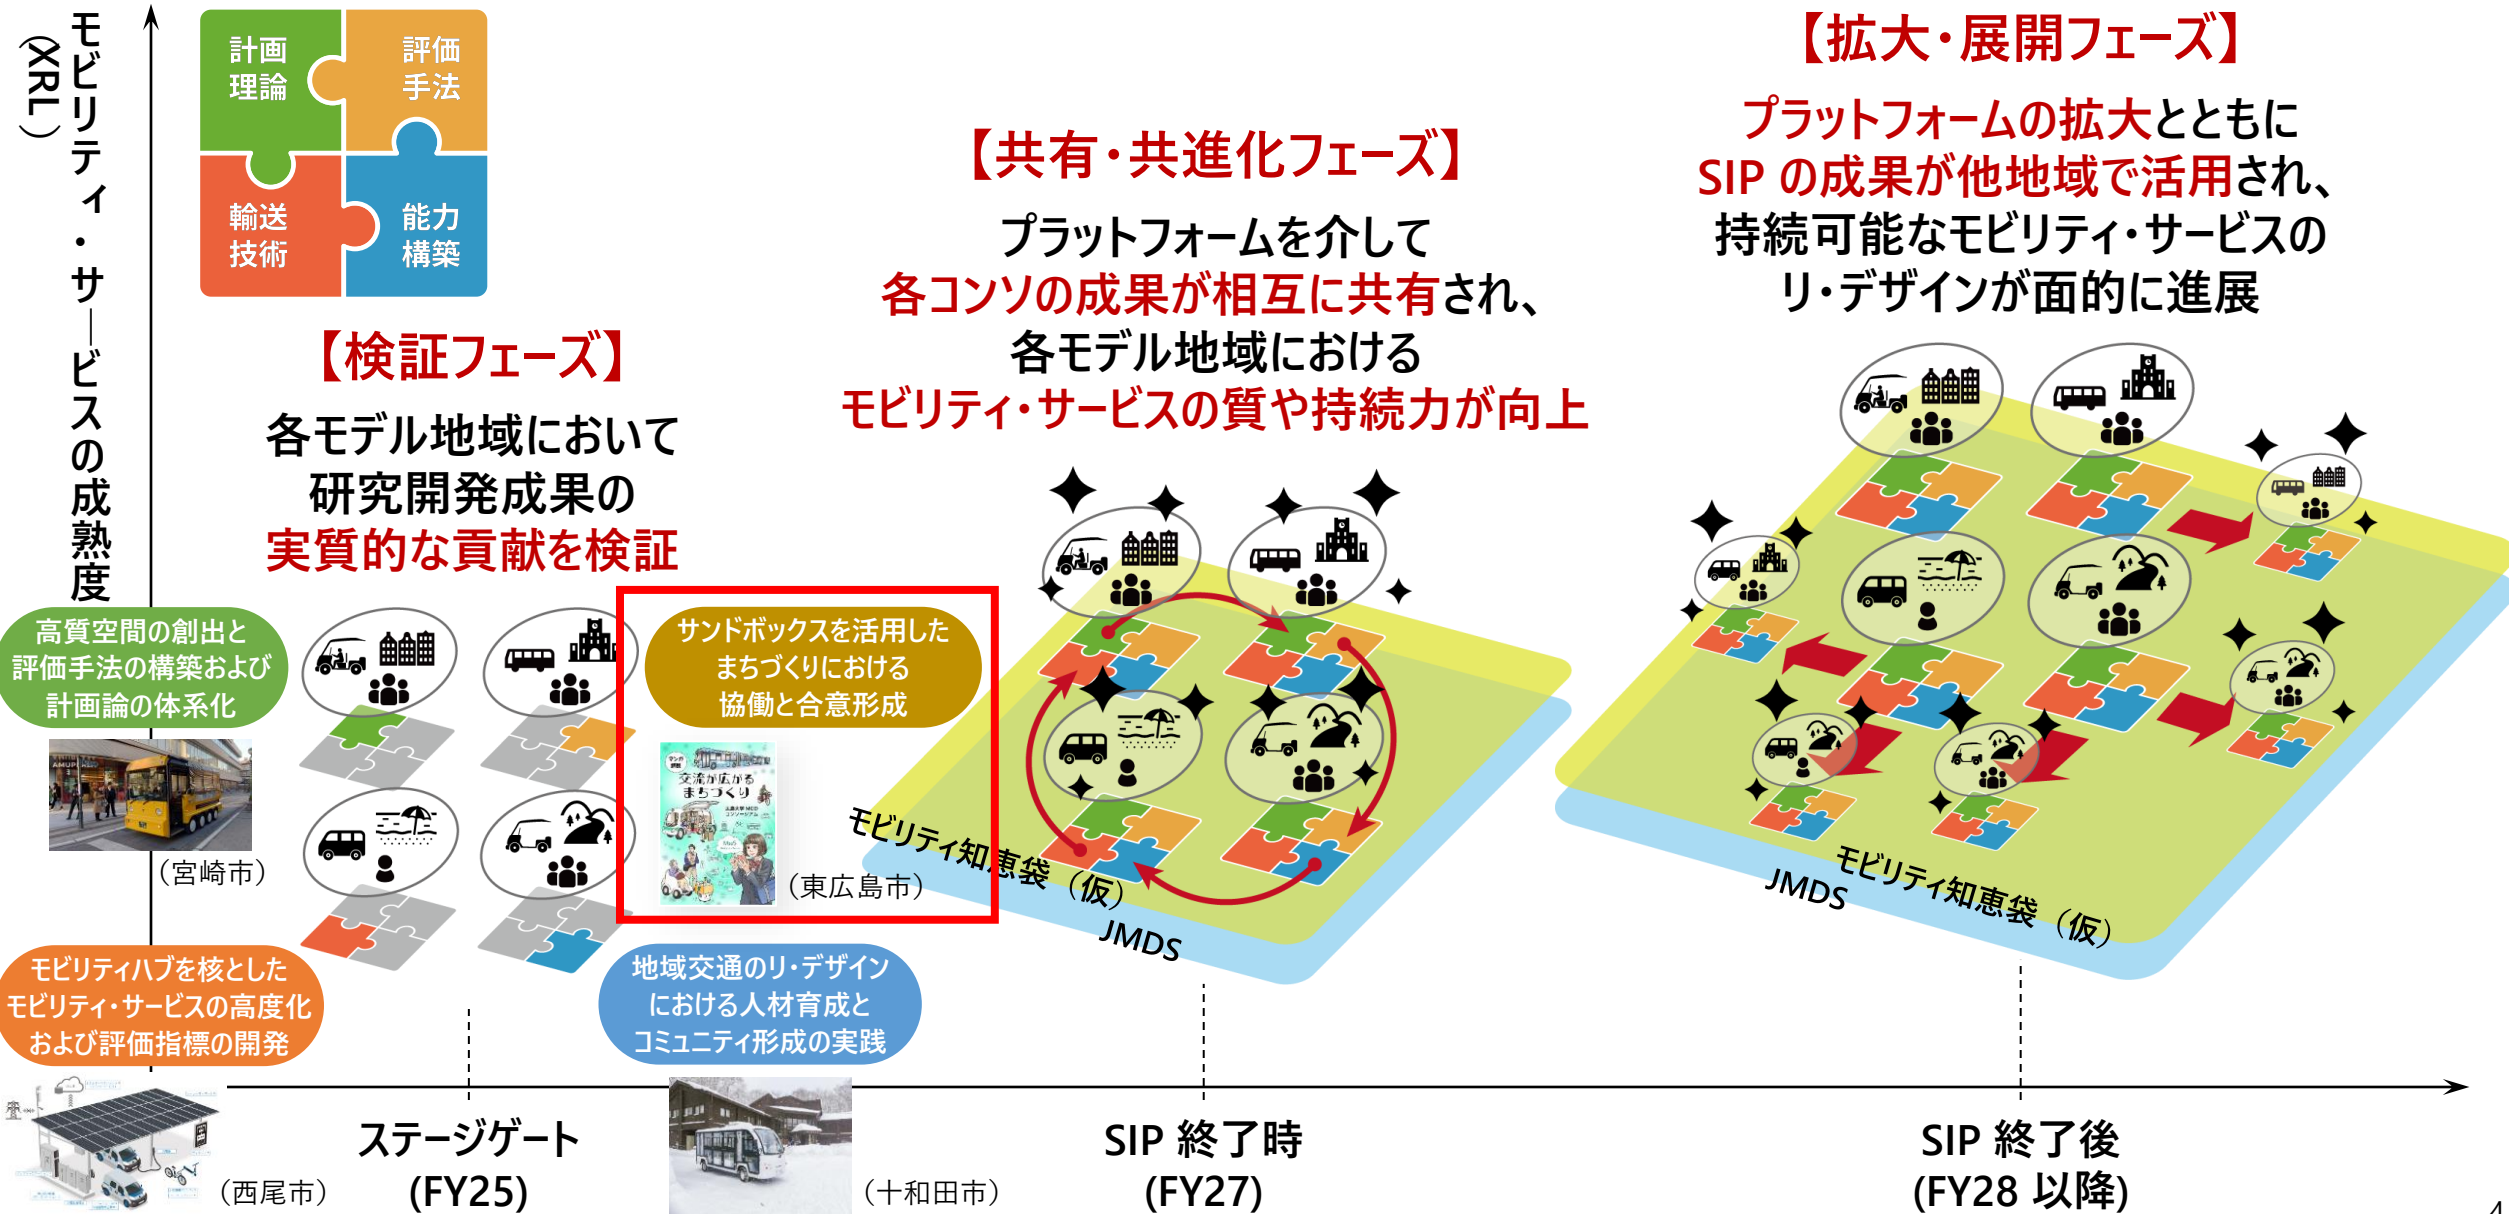 モビリティ・サービスの成熟度
（XRL）
計画
理論
評価
手法
輸送
技術
能力
構築
【検証フェーズ】
各モデル地域において
研究開発成果の
実質的な貢献を検証
【共有・共進化フェーズ】
プラットフォームを介して
各コンソの成果が相互に共有され、
各モデル地域における
モビリティ・サービスの質や持続力が向上
【拡大・展開フェーズ】
プラットフォームの拡大とともに
SIP の成果が他地域で活用され、
持続可能なモビリティ・サービスの
リ・デザインが面的に進展
高質空間の創出と
評価手法の構築および
計画論の体系化
（宮崎市）
サンドボックスを活用した
まちづくりにおける
協働と合意形成
交流が広がる
まちづくり
（東広島市）
モビリティハブを核とした
モビリティ・サービスの高度化
および評価指標の開発
（西尾市）
地域交通のリ・デザイン
における人材育成と
コミュニティ形成の実践
（十和田市）
モビリティ知恵袋（仮）
JMDS
モビリティ知恵袋（仮）
JMDS
ステージゲート
(FY25)
SIP 終了時
(FY27)
SIP 終了後
(FY28 以降)
4